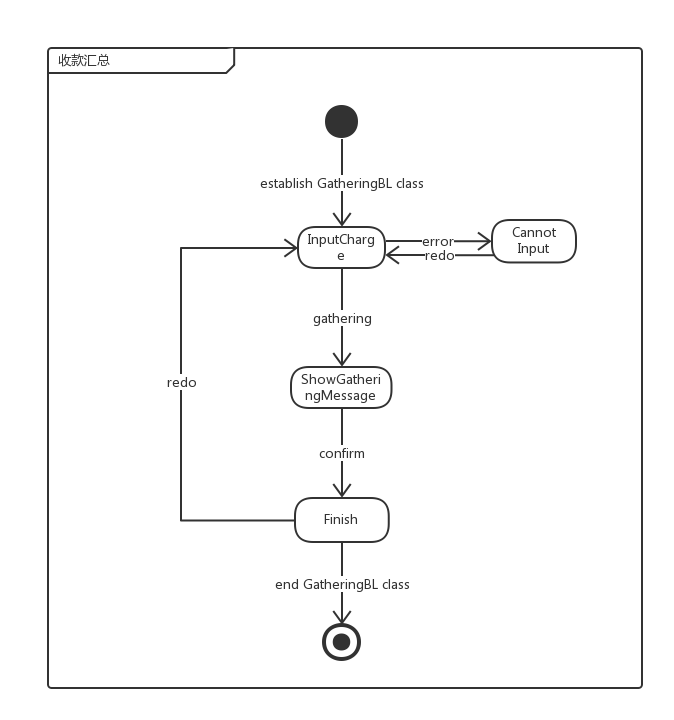 收款汇总
establish GatheringBL class
InputCharg
e
error
redo
Cannot
Input
gathering
ShowGatheri
ngMessage
redo
confirm
Finish
end GatheringBL class